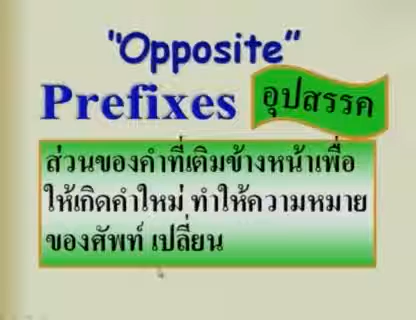 "Opposite"
Prefixes อุปสรรค
ส่วนของคำที่เติมข้างหน้าเพื่อ
ให้เกิดคำใหม่ ทำให้ความหมาย
ของศัพท์ เปลี่ยน